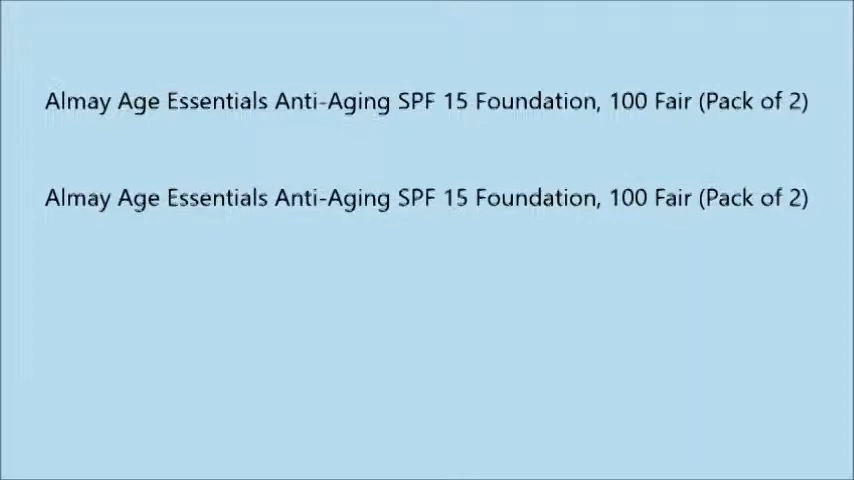 Almay Age Essentials Anti-Aging SPF 15 Foundation, 100 Fair (Pack of 2)
Almay Age Essentials Anti-Aging SPF 15 Foundation, 100 Fair (Pack of 2)